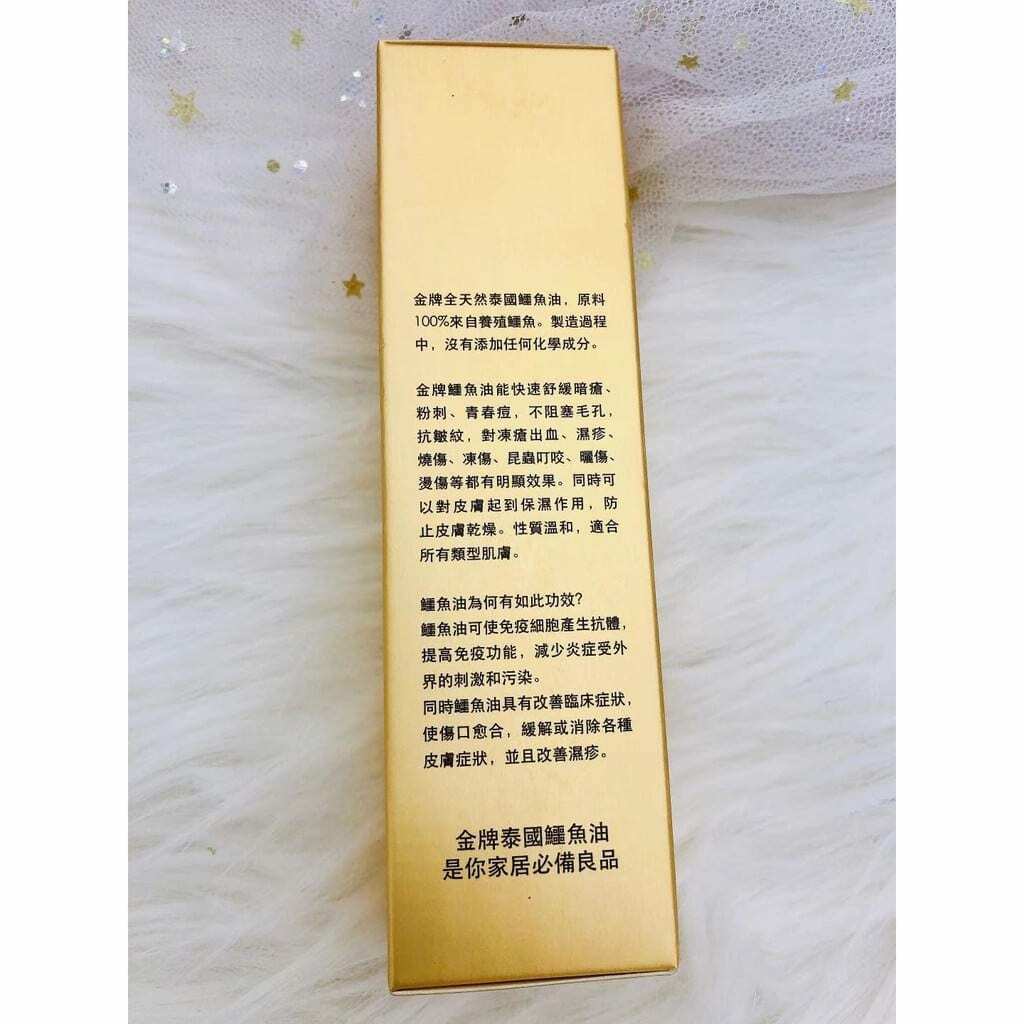 金牌全天然泰國鱷魚油，原料
100%來自養殖鱷魚。製造過程
中，沒有添加任何化學成分。
金牌鱷魚油能快速舒緩暗瘡、
粉刺、青春痘，不阻塞毛孔，
抗皺紋，對凍瘡出血、濕疹、
燒傷、凍傷、昆蟲叮咬、曬傷、
燙傷等都有明顯效果。同時可
以對皮膚起到保濕作用，防
止皮膚乾燥。性質溫和，適合
所有類型肌膚。
鱷魚油為何有如此功效?
鱷魚油可使免疫細胞產生抗體，
提高免疫功能，減少炎症受外
界的刺激和污染。
同時鱷魚油具有改善臨床症狀，
使傷口愈合，緩解或消除各種
皮膚症狀，並且改善濕疹。
金牌泰國鱷魚油
是你家居必備良品